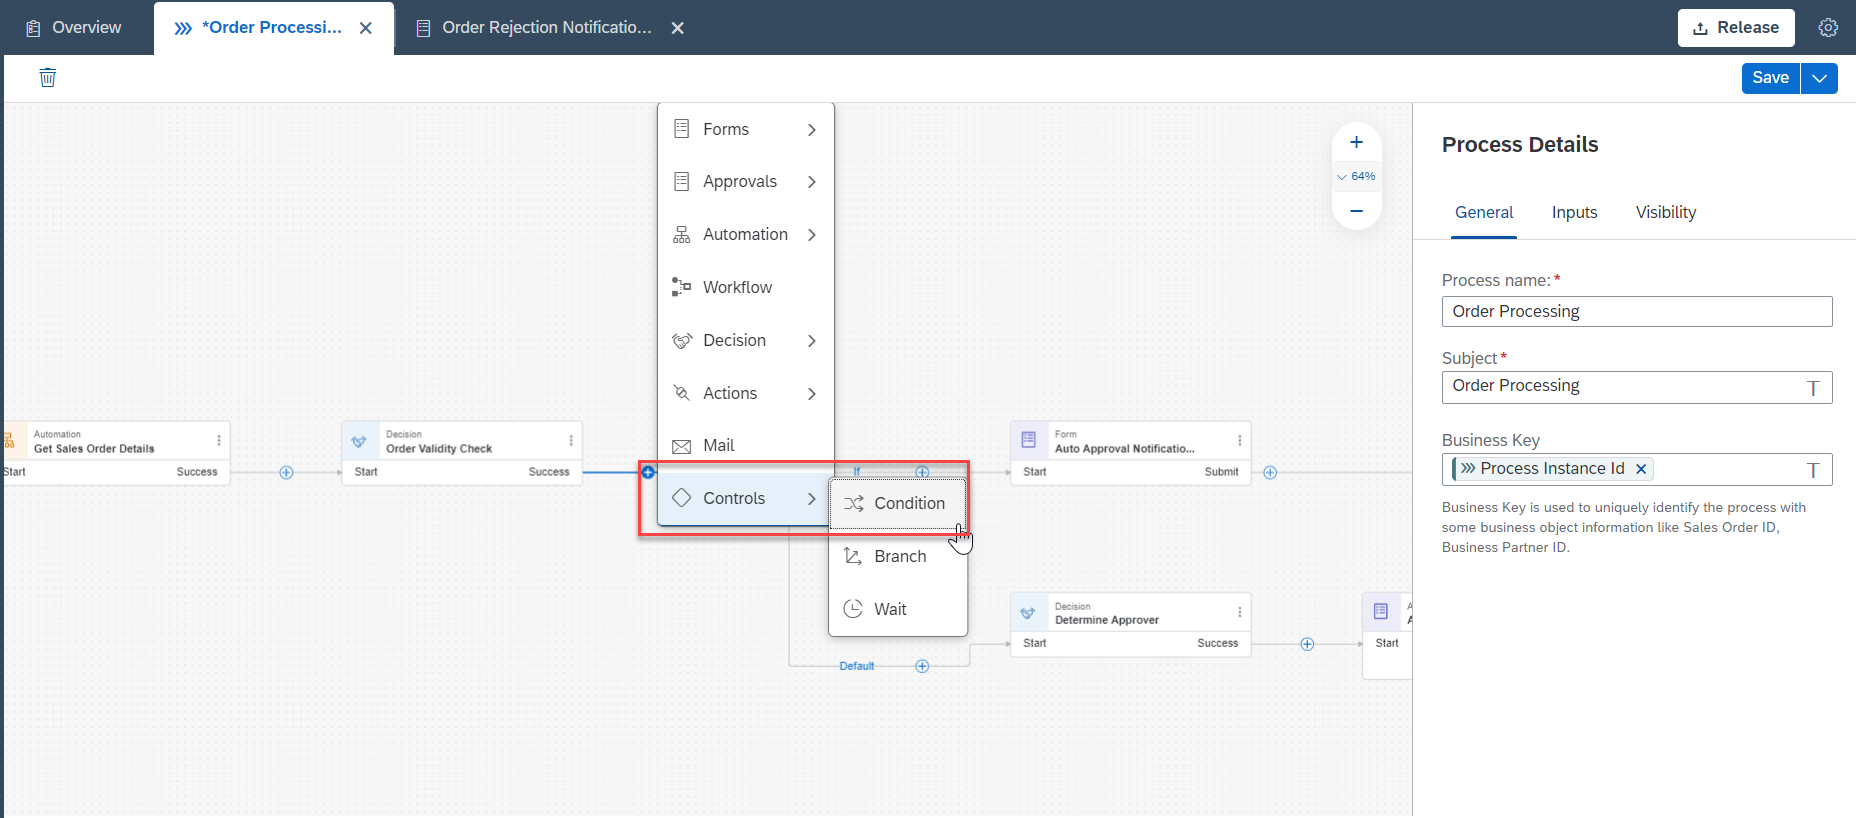 Overview
*Order Processi...
Order Rejection Notificatio...
Release
Save
Forms
Approvals
Automation
Workflow
Decision
Actions
Mail
Controls
Condition
Branch
Wait
64%
Automation
Get Sales Order Details
Start
Success
Decision
Order Validity Check
Start
Success
If
Form
Auto Approval Notificatio...
Start
Submit
Default
Decision
Determine Approver
Start
Success
Start
Process Details
General
Inputs
Visibility
Process name:*
Order Processing
Subject*
Order Processing
Business Key
Process Instance Id
Business Key is used to uniquely identify the process with
some business object information like Sales Order ID,
Business Partner ID.